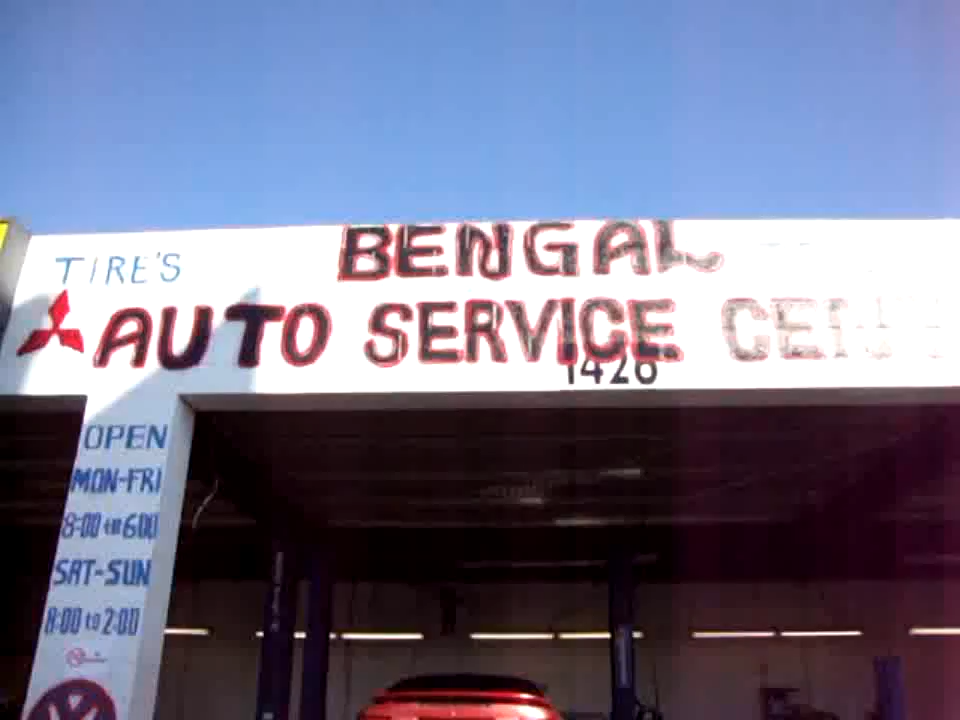 BENGAL
TIRE'S
AUTO SERVICE
1426
OPEN
MON-FRI
8:00 to 6:00
SAT-SUN
8:00 to 2:00